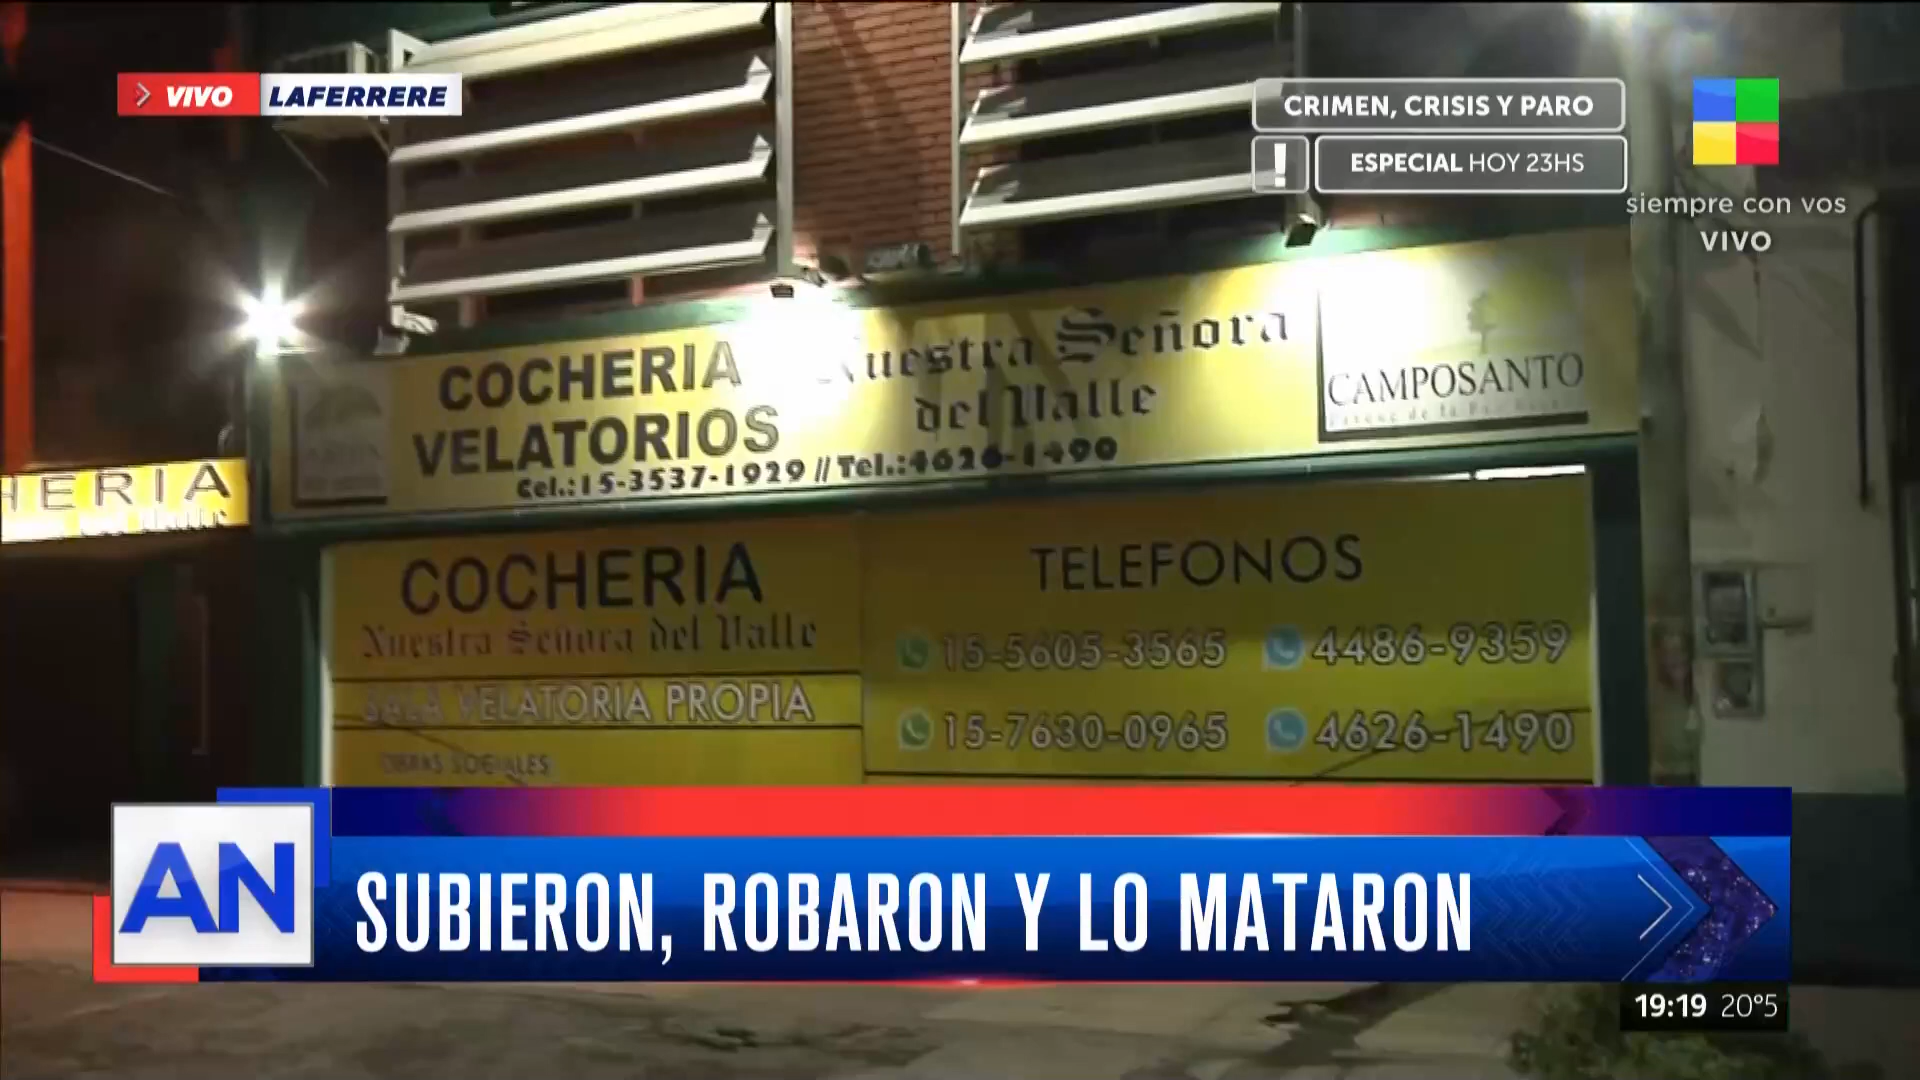 VIVO LAFERRERE
CRIMEN, CRISIS Y PARO
! ESPECIAL HOY 23HS
siempre con vos
VIVO
COCHERIA
VELATORIOS
Nuestra Señora
del Valle
Cel.:15-3537-1929 // Tel.:4626-1490
CAMPOSANTO
HERIA
COCHERIA
Nuestra Señora del Valle
SALA VELATORIA PROPIA
OBRAS SOCIALES
TELEFONOS
15-5605-3565 4486-9359
15-7630-0965 4626-1490
AN
SUBIERON, ROBARON Y LO MATARON
19:19 20°5